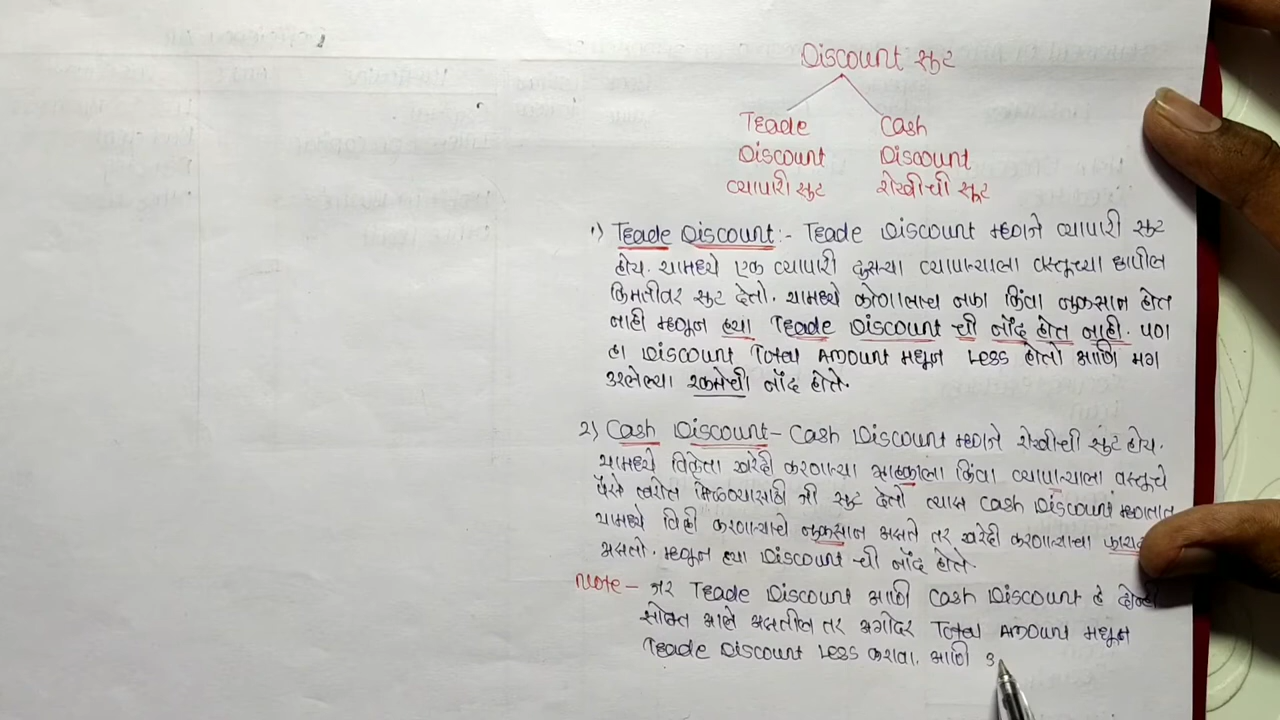 Discount सुट
Trade Cash
Discount Discount
व्यापारी सुट रोखीची सुट
1) Trade Discount :- Trade Discount म्हणजे व्यापारी सुट
होय. यामध्ये एक व्यापारी दुसऱ्या व्यापाऱ्याला वस्तूच्या छापील
किमतीवर सुट देतो. यामध्ये कोणालाच नफा किंवा नुकसान होत
नाही म्हणून ह्या Trade Discount ची नोंद होत नाही. पण
हा Discount Total Amount मधून Less होतो आणि मग
उरलेल्या रकमेची नोंद होते.
2) Cash Discount - Cash Discount म्हणजे रोखीची सुट होय.
यामध्ये विक्रेता खरेदी करणाऱ्या ग्राहकाला किंवा व्यापाऱ्याला वस्तूचे
पैसे त्वरीत मिळण्यासाठी जी सुट देतो त्यास Cash Discount म्हणतात
यामध्ये विक्री करणाऱ्याचे नुकसान असते तर खरेदी करणाऱ्याचा
असतो. म्हणून ह्या Discount ची नोंद होते.
Note - जर Trade Discount आणि Cash Discount हे दोन्ही
सोबत आले असतील तर अगोदर Total Amount मधून
Trade Discount Less करावा. आणि उ